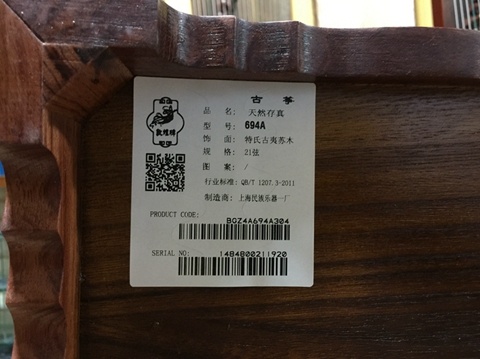 古筝
敦煌牌
品名: 天然存真
型号: 694A
饰面: 特氏古夷苏木
规格: 21弦
图案: /
行业标准: QB/T 1207.3-2011
制造商: 上海民族乐器一厂
PRODUCT CODE:
BGZ4A694A304
SERIAL NO: 1484800211920